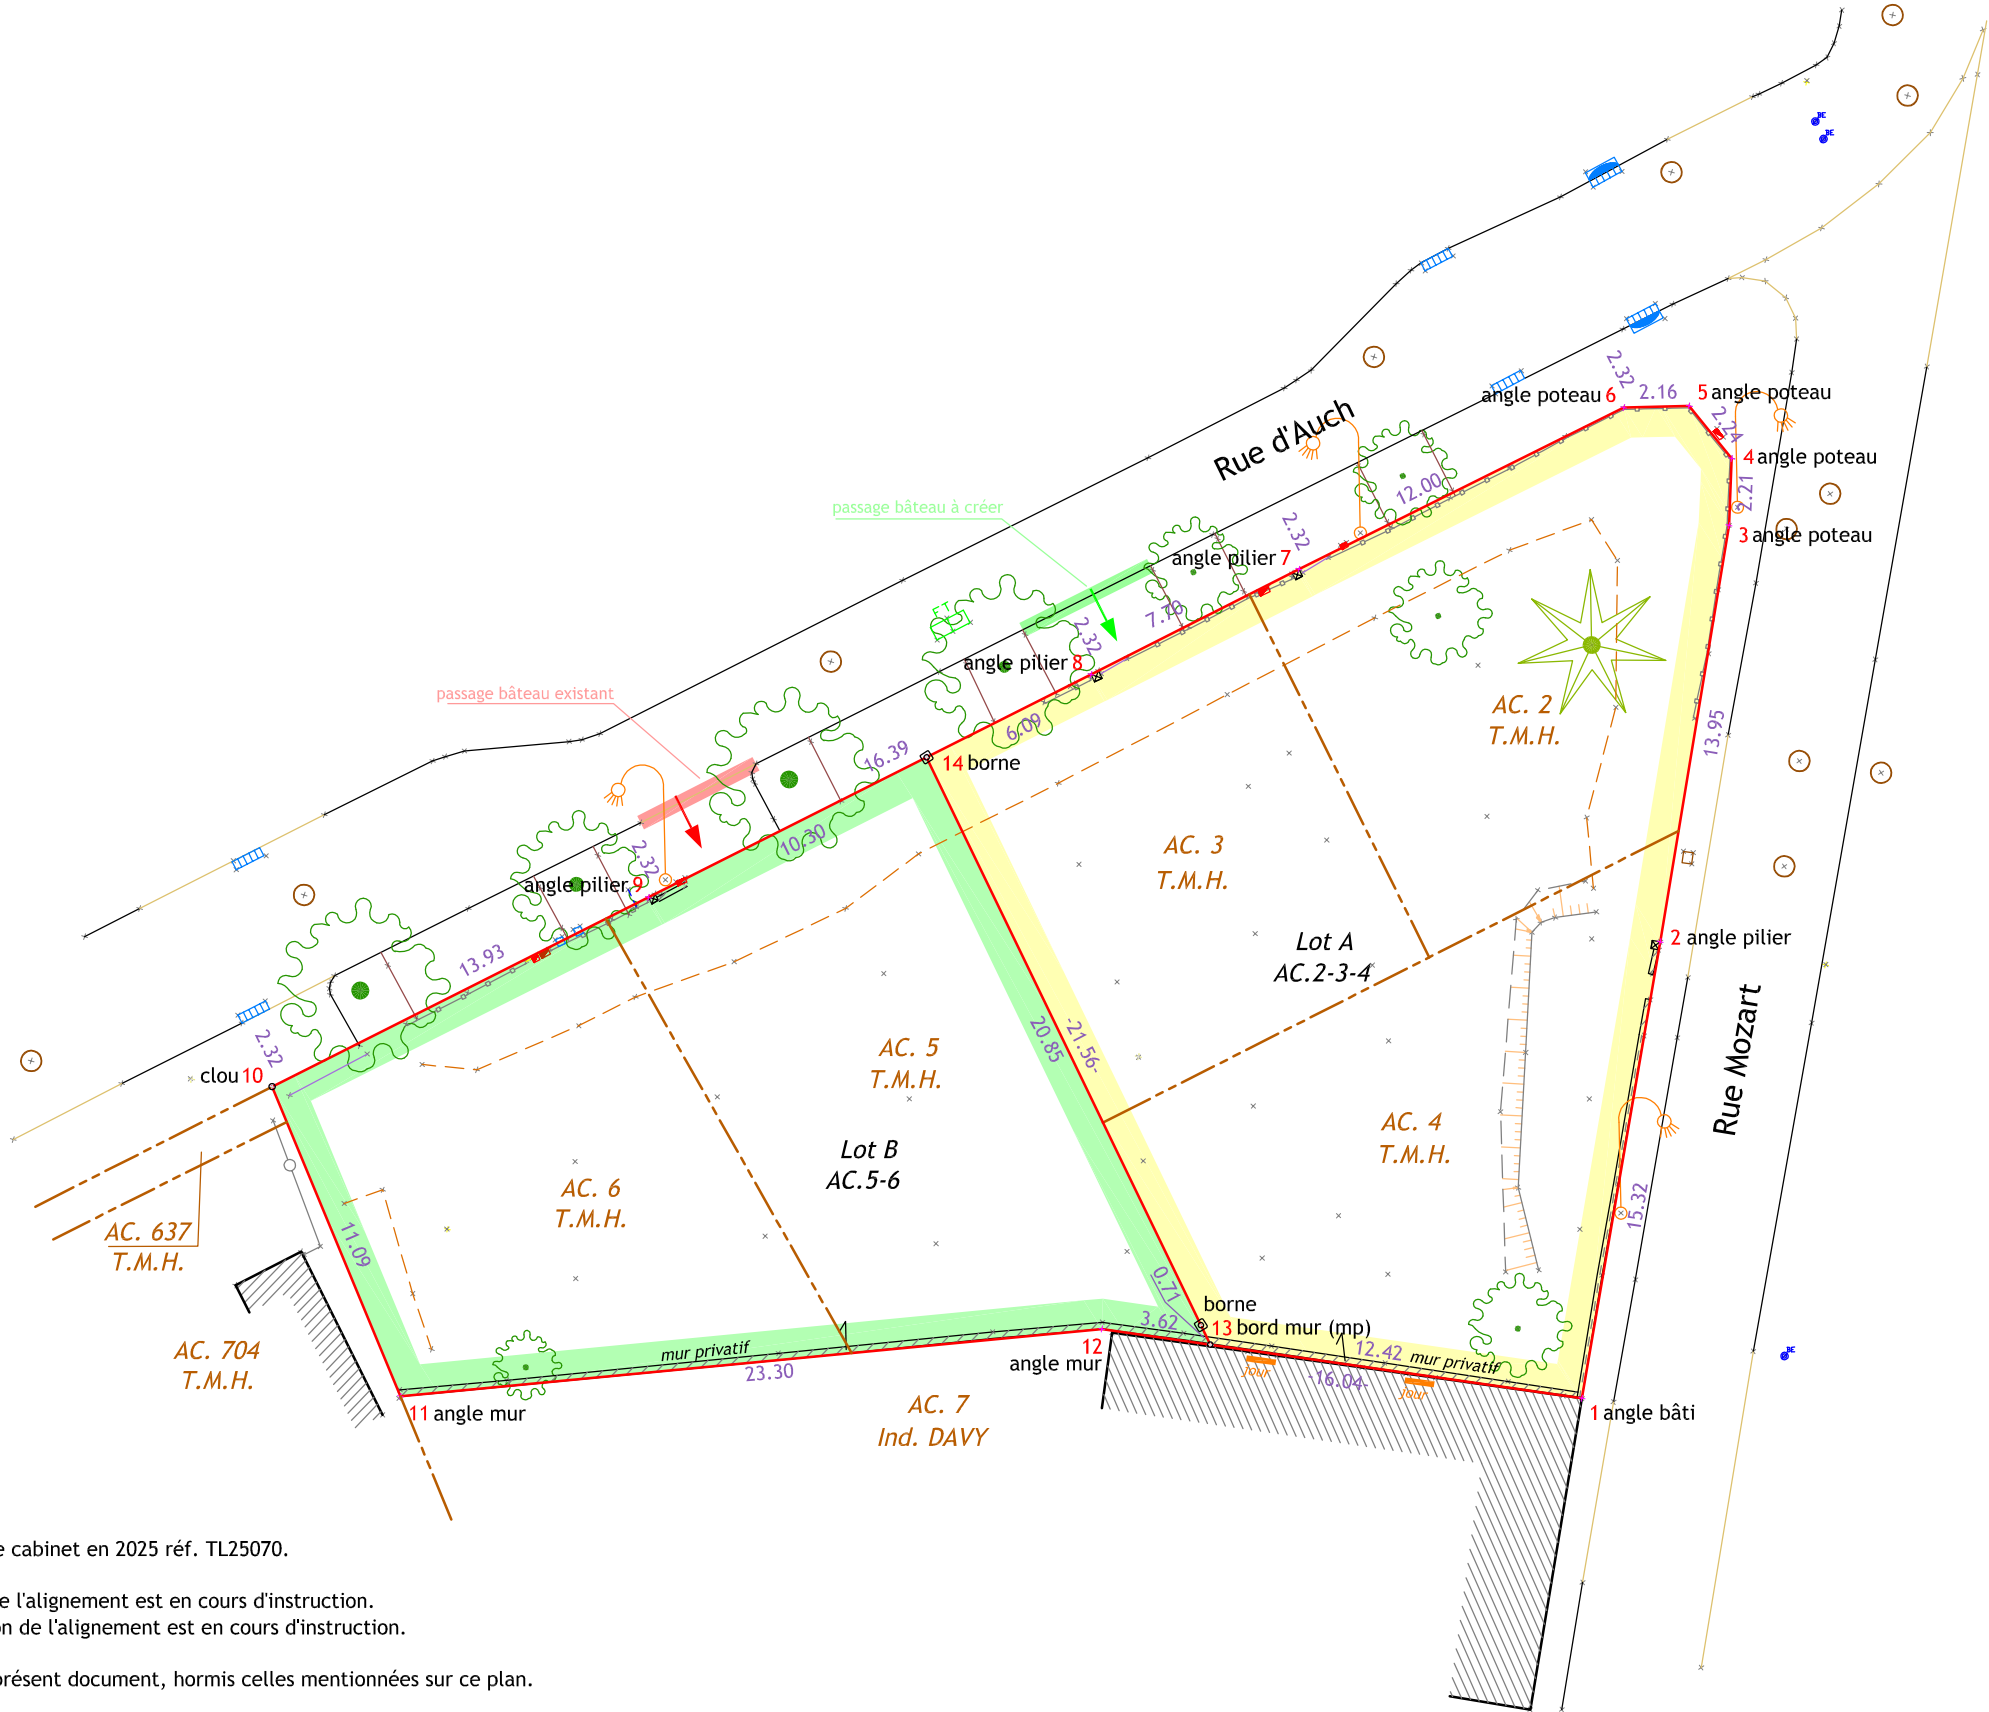 BE
BE
Rue d'Auch
2.32
2.16
angle poteau 6
5 angle poteau
2.24
4 angle poteau
2.21
3 angle poteau
12.00
passage bâteau à créer
2.32
angle pilier 7
7.70
FT
2.32
angle pilier 8
6.09
passage bâteau existant
16.39
14 borne
10.30
2.32
angle pilier 9
13.93
2.32
clou 10
AC. 2
T.M.H.
13.95
AC. 3
T.M.H.
Lot A
AC.2-3-4
2 angle pilier
Rue Mozart
20.85
-21.56-
AC. 5
T.M.H.
AC. 4
T.M.H.
Lot B
AC.5-6
AC. 6
T.M.H.
15.32
AC. 637
T.M.H.
11.09
0.71
borne
3.62
13 bord mur (mp)
12
angle mur
12.42
mur privatif
-16.04-
jour
jour
mur privatif
23.30
AC. 704
T.M.H.
BE
11 angle mur
AC. 7
Ind. DAVY
1 angle bâti
e cabinet en 2025 réf. TL25070.
e l'alignement est en cours d'instruction.
on de l'alignement est en cours d'instruction.
présent document, hormis celles mentionnées sur ce plan.